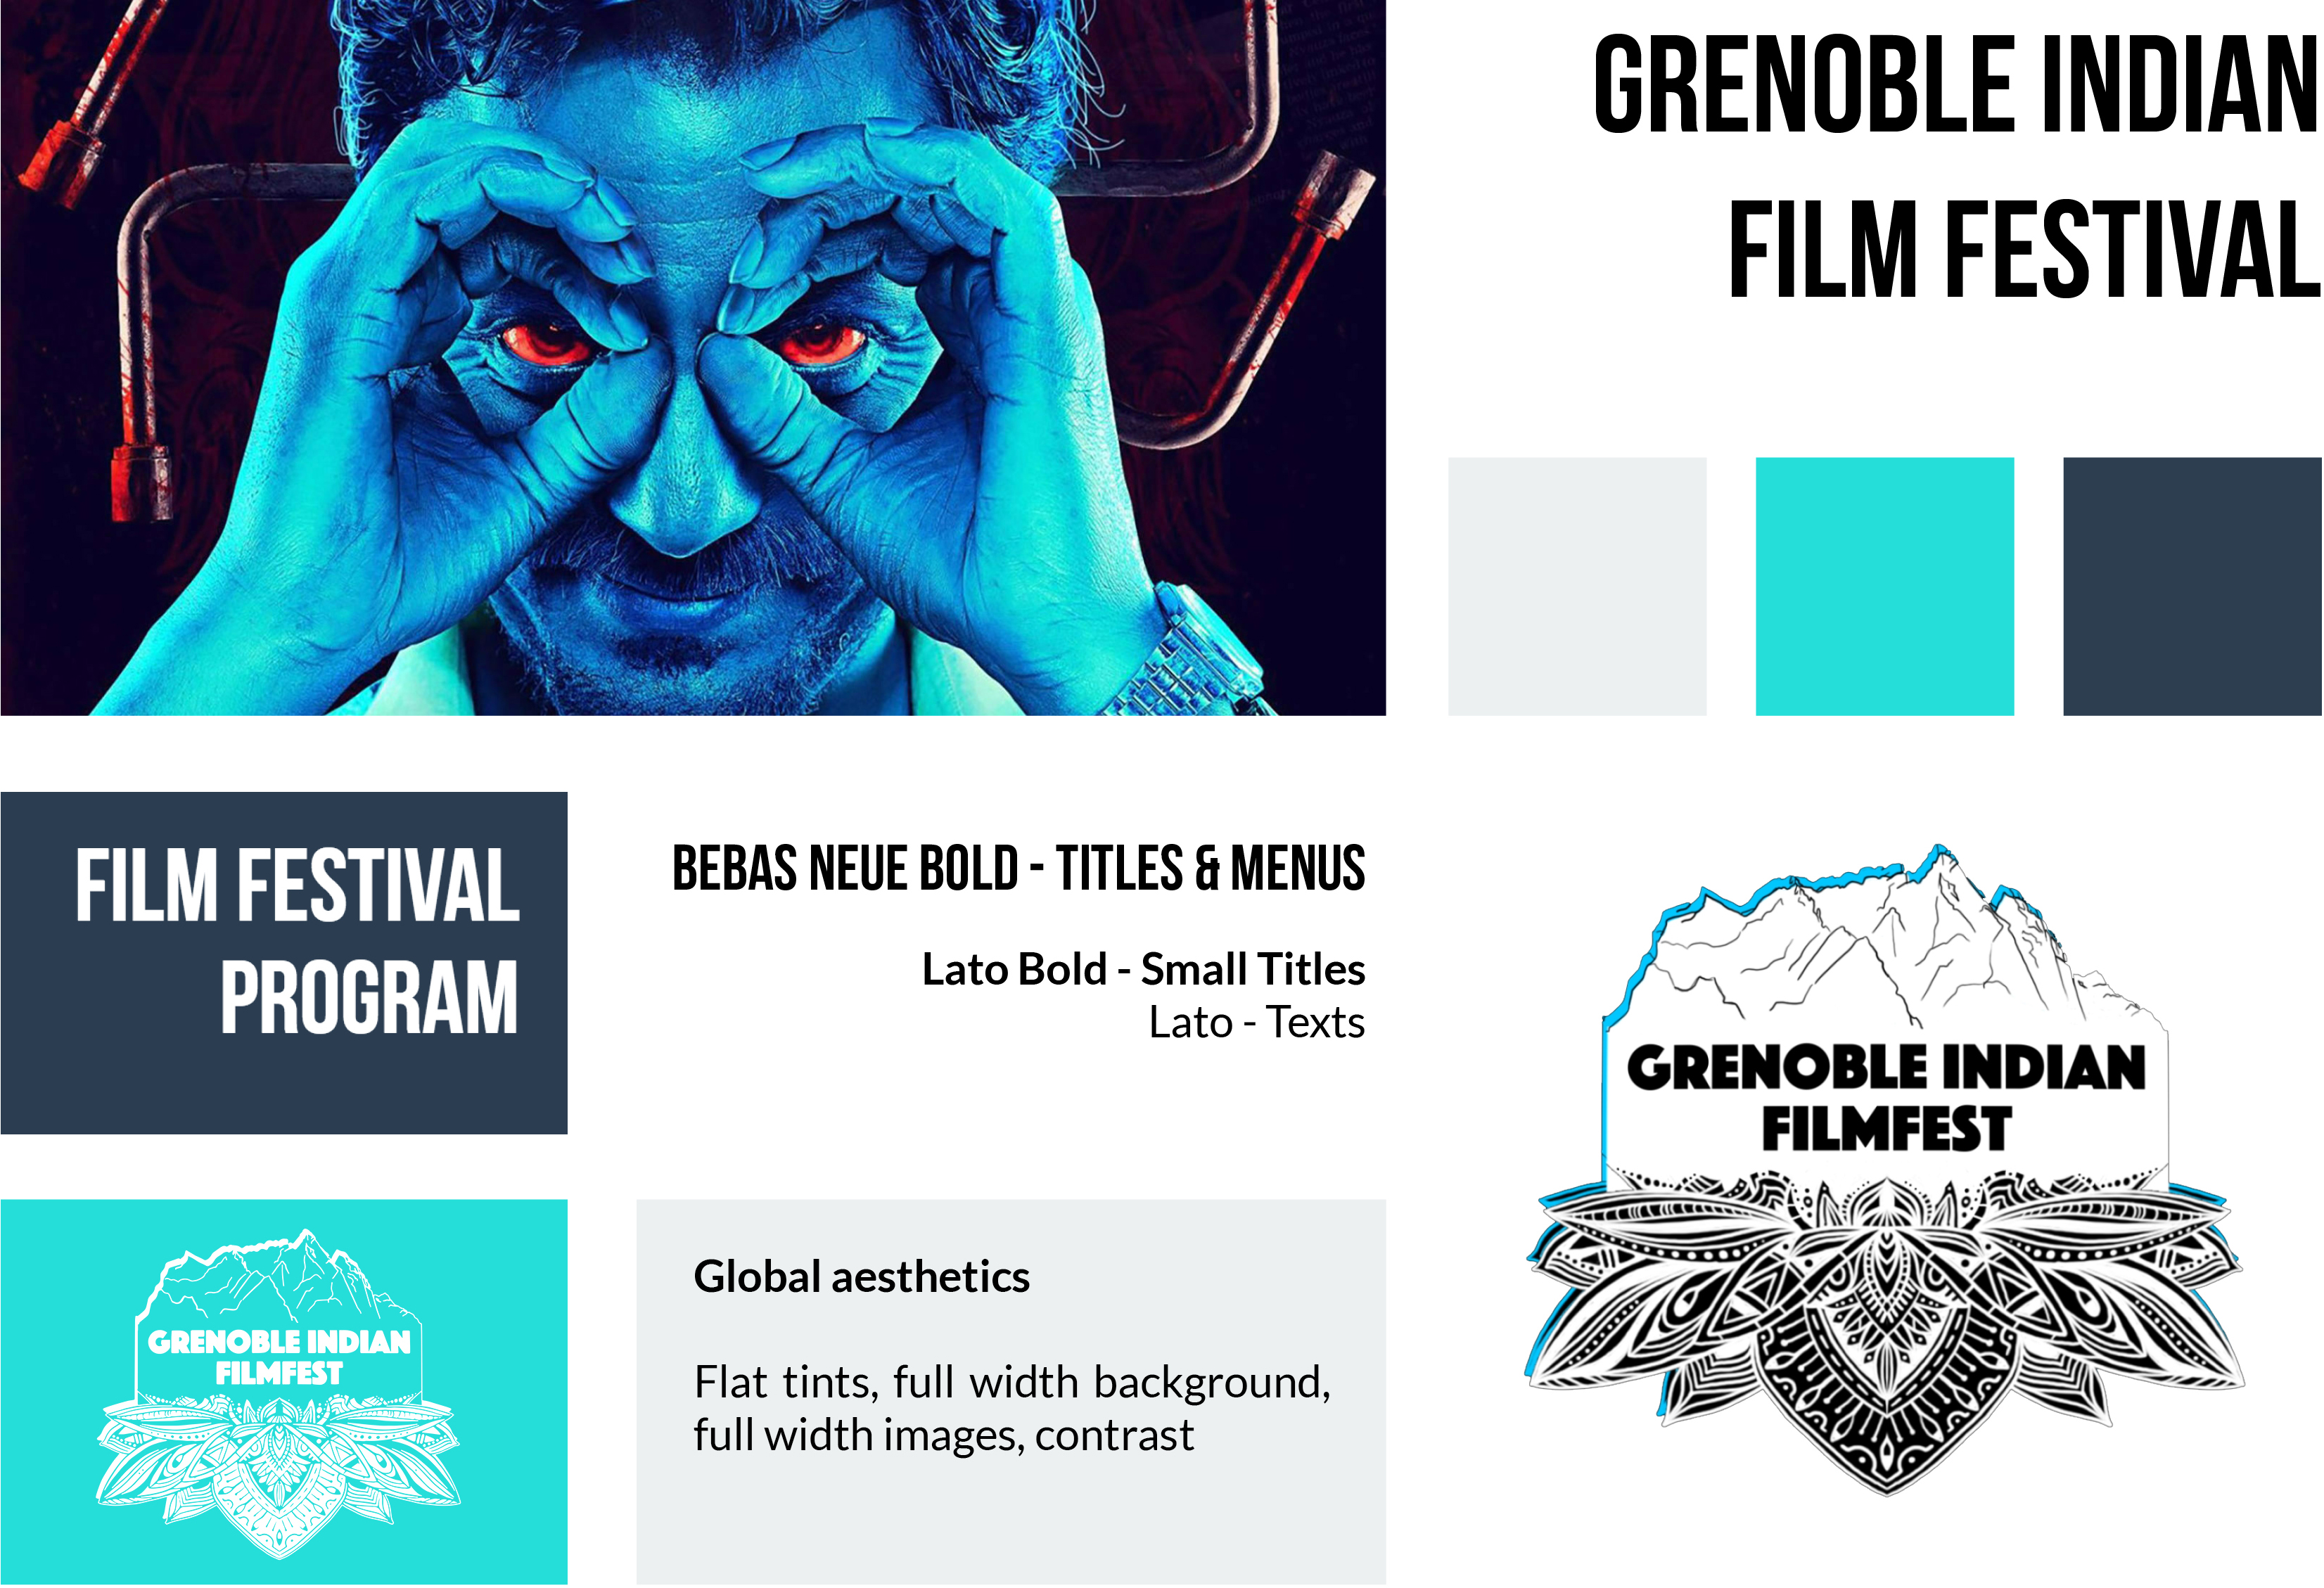 GRENOBLE INDIAN
FILM FESTIVAL
FILM FESTIVAL
PROGRAM
BEBAS NEUE BOLD - TITLES & MENUS
Lato Bold - Small Titles
Lato - Texts
GRENOBLE INDIAN
FILMFEST
GRENOBLE INDIAN
FILMFEST
Global aesthetics
Flat tints, full width background,
full width images, contrast